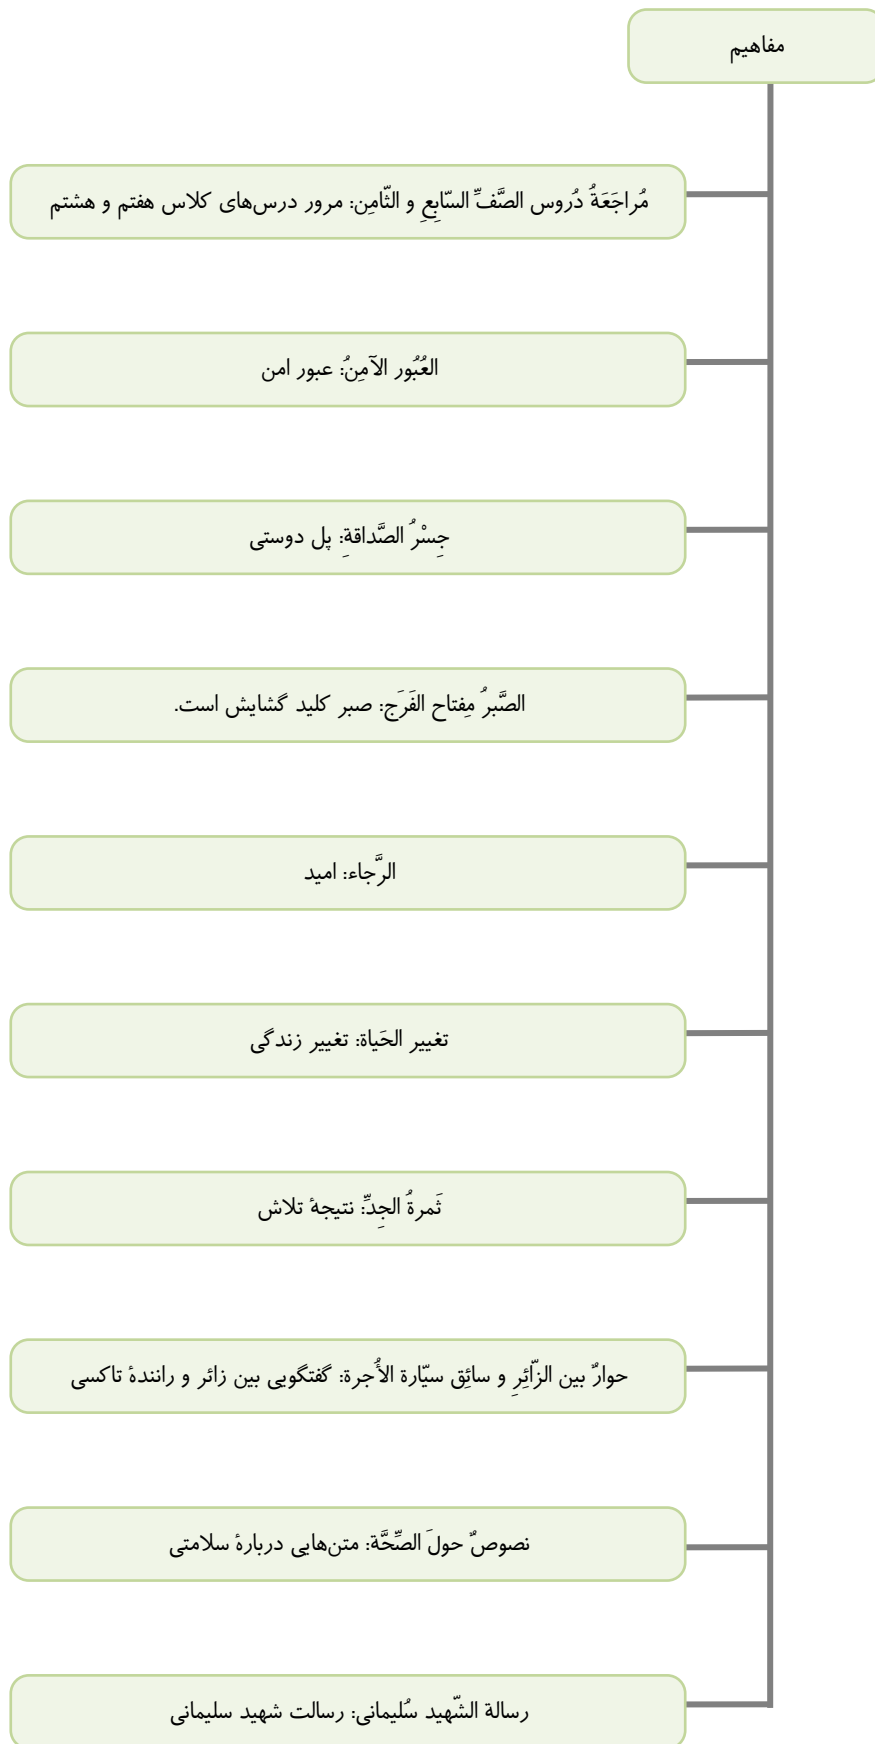 مفاهیم
مُراجَعَةُ دُروس الصَّفِّ السّابِعِ و الثّامِن: مرور درس‌های کلاس هفتم و هشتم
العُبُور الآمِنُ: عبور امن
جِسْرُ الصَّداقةِ: پل دوستی
الصَّبرُ مِفتاح الفَرَج: صبر کلید گشایش است.
الرَّجاء: امید
تغییر الحَیاة: تغییر زندگی
ثَمرةُ الجِدِّ: نتیجهٔ تلاش
حوارٌ بین الزّائِرِ و سائِق سیّارة الأُجرة: گفتگویی بین زائر و رانندهٔ تاکسی
نصوصٌ حولَ الصِّحَّة: متن‌هایی دربارهٔ سلامتی
رسالة الشّهید سُلیمانی: رسالت شهید سلیمانی